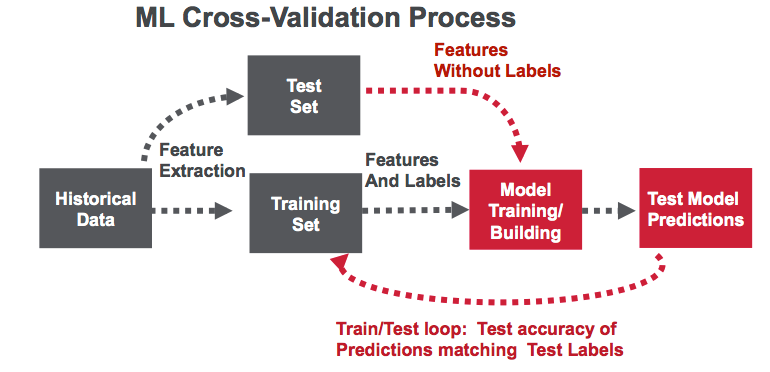 ML Cross-Validation Process
Features
Without Labels
Test
Set
Feature
Extraction
Features
And Labels
Historical
Data
Training
Set
Model
Training/
Building
Test Model
Predictions
Train/Test loop:  Test accuracy of
Predictions matching  Test Labels